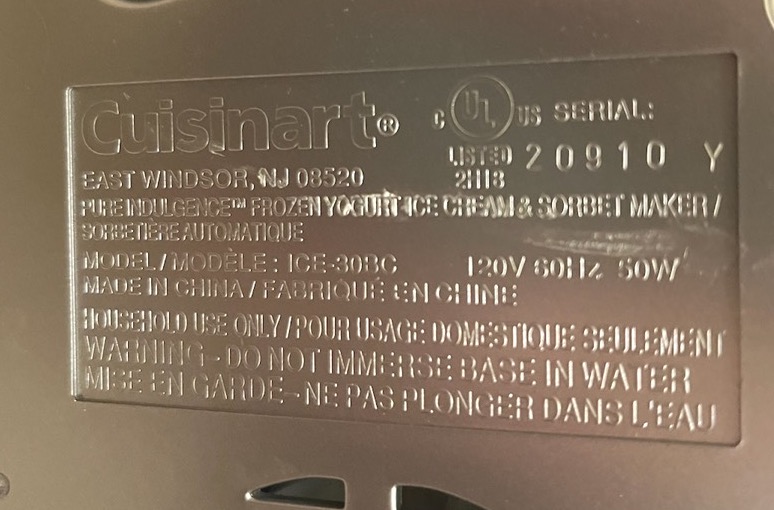 Cuisinart® C UL US SERIAL:
LISTED 20910 Y
EAST WINDSOR, NJ 08520 2H18
PURE INDULGENCE™ FROZEN YOGURT-ICE CREAM & SORBET MAKER /
SORBETIERE AUTOMATIQUE
MODEL / MODÈLE : ICE-30BC 120V 60Hz 50W
MADE IN CHINA / FABRIQUÉ EN CHINE
HOUSEHOLD USE ONLY / POUR USAGE DOMESTIQUE SEULEMENT
WARNING – DO NOT IMMERSE BASE IN WATER
MISE EN GARDE – NE PAS PLONGER DANS L'EAU